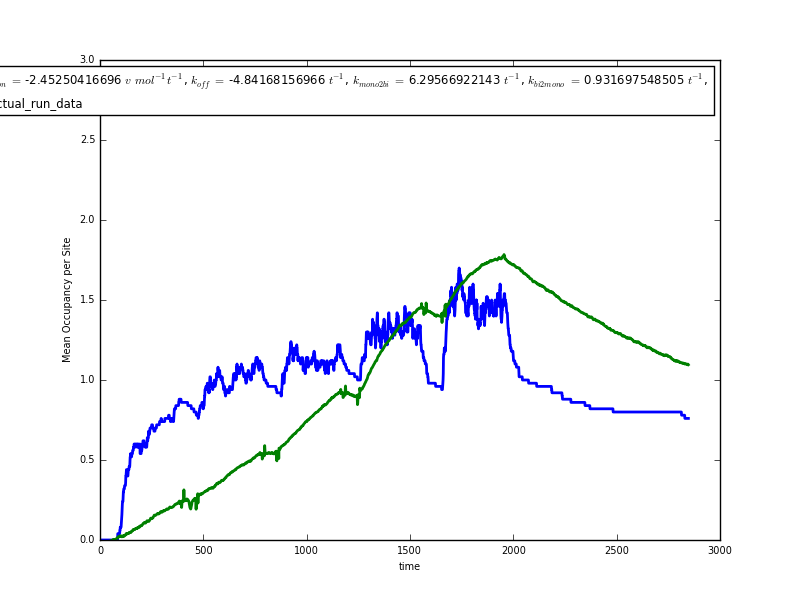 3.0
= -2.45250416696 v mol⁻¹t⁻¹, k_off = -4.84168156966 t⁻¹, k_mono2bi = 6.29566922143 t⁻¹, k_bi2mono = 0.931697548505 t⁻¹,
ctual_run_data
2.5
2.0
1.5
1.0
0.5
0.0
Mean Occupancy per Site
0 500 1000 1500 2000 2500 3000
time